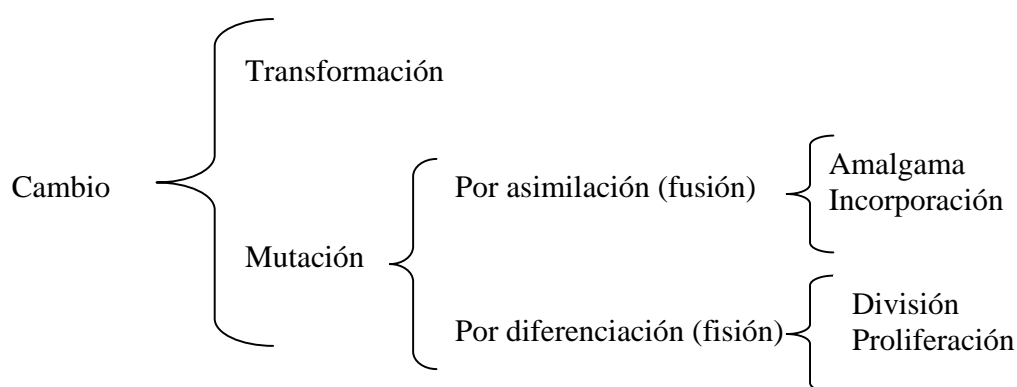 Transformación
Cambio
Mutación
Por asimilación (fusión)
Amalgama
Incorporación
Por diferenciación (fisión)
División
Proliferación